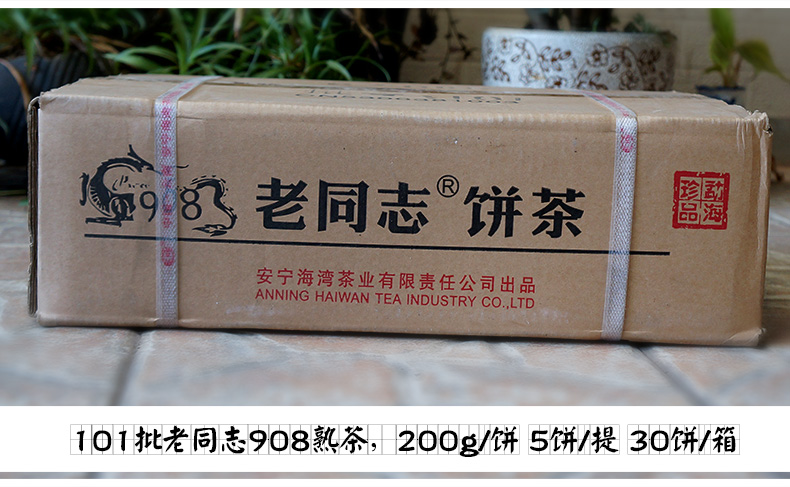 908 老同志® 饼茶
勐海
珍品
安宁海湾茶业有限责任公司出品
ANNING HAIWAN TEA INDUSTRY CO.,LTD
101批老同志908熟茶，200g/饼 5饼/提 30饼/箱